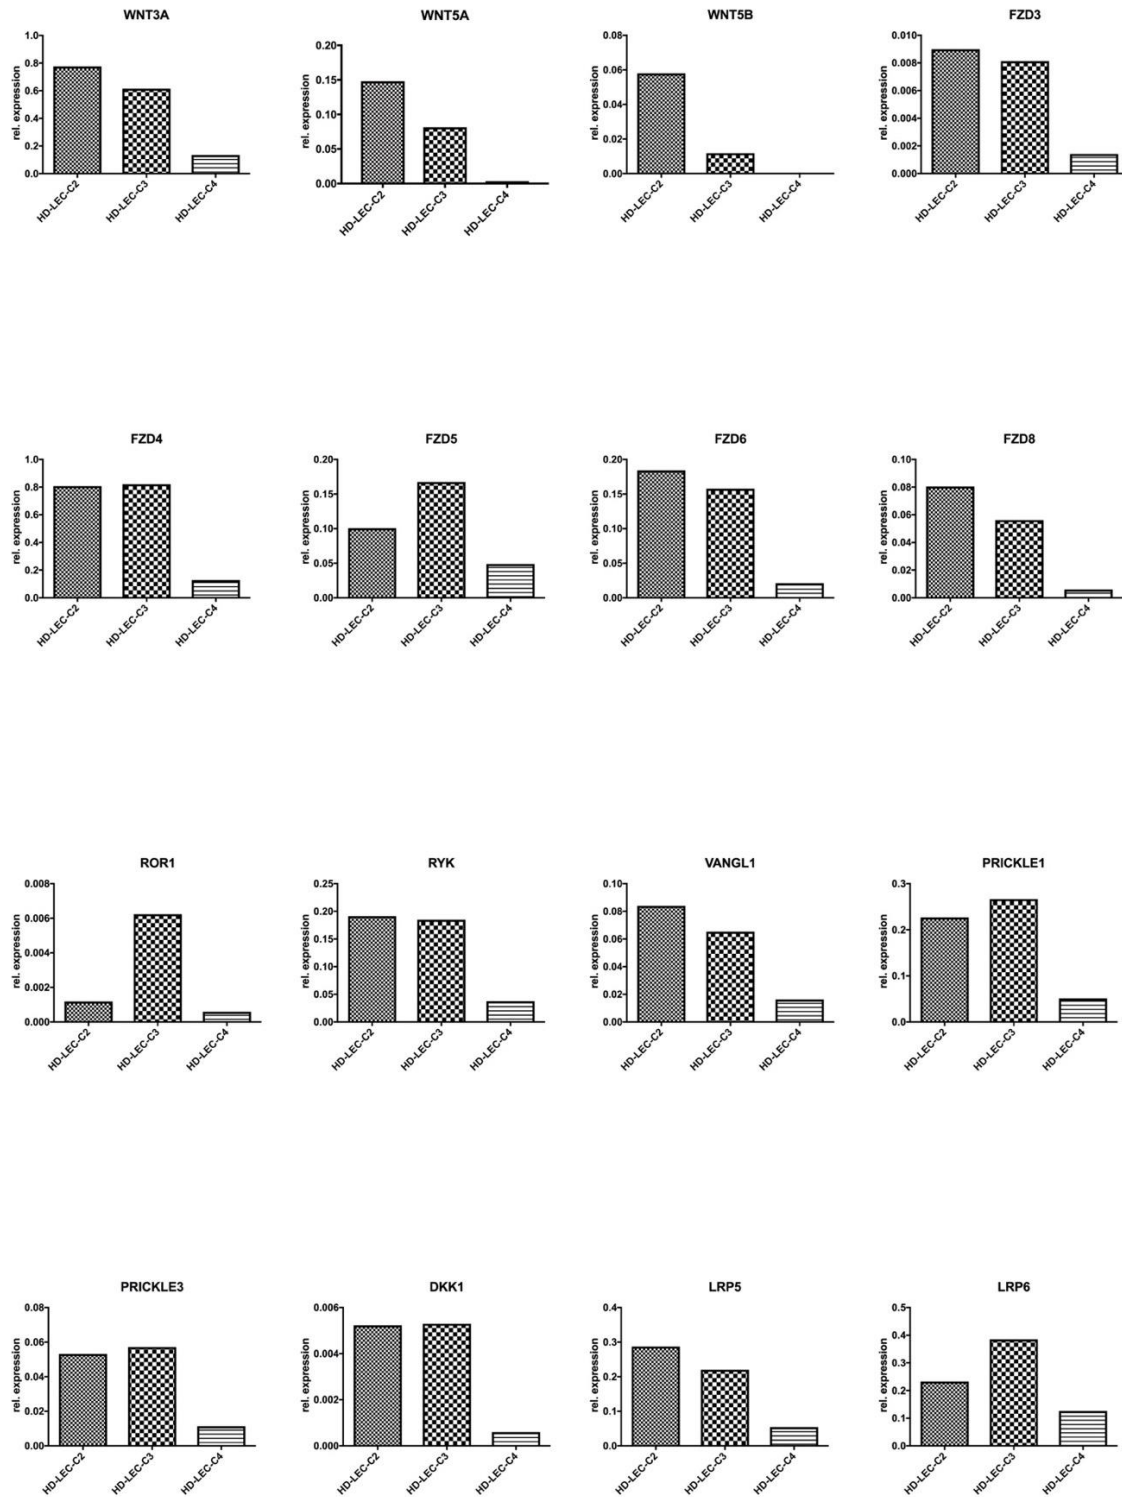 WNT3A
rel. expression
1.0
0.8
0.6
0.4
0.2
0.0
HD-LEC-C2
HD-LEC-C3
HD-LEC-C4
WNT5A
rel. expression
0.20
0.15
0.10
0.05
0.00
HD-LEC-C2
HD-LEC-C3
HD-LEC-C4
WNT5B
rel. expression
0.08
0.06
0.04
0.02
0.00
HD-LEC-C2
HD-LEC-C3
HD-LEC-C4
FZD3
rel. expression
0.010
0.008
0.006
0.004
0.002
0.000
HD-LEC-C2
HD-LEC-C3
HD-LEC-C4
FZD4
rel. expression
1.0
0.8
0.6
0.4
0.2
0.0
HD-LEC-C2
HD-LEC-C3
HD-LEC-C4
FZD5
rel. expression
0.20
0.15
0.10
0.05
0.00
HD-LEC-C2
HD-LEC-C3
HD-LEC-C4
FZD6
rel. expression
0.20
0.15
0.10
0.05
0.00
HD-LEC-C2
HD-LEC-C3
HD-LEC-C4
FZD8
rel. expression
0.10
0.08
0.06
0.04
0.02
0.00
HD-LEC-C2
HD-LEC-C3
HD-LEC-C4
ROR1
rel. expression
0.008
0.006
0.004
0.002
0.000
HD-LEC-C2
HD-LEC-C3
HD-LEC-C4
RYK
rel. expression
0.25
0.20
0.15
0.10
0.05
0.00
HD-LEC-C2
HD-LEC-C3
HD-LEC-C4
VANGL1
rel. expression
0.10
0.08
0.06
0.04
0.02
0.00
HD-LEC-C2
HD-LEC-C3
HD-LEC-C4
PRICKLE1
rel. expression
0.3
0.2
0.1
0.0
HD-LEC-C2
HD-LEC-C3
HD-LEC-C4
PRICKLE3
rel. expression
0.08
0.06
0.04
0.02
0.00
HD-LEC-C2
HD-LEC-C3
HD-LEC-C4
DKK1
rel. expression
0.006
0.004
0.002
0.000
HD-LEC-C2
HD-LEC-C3
HD-LEC-C4
LRP5
rel. expression
0.4
0.3
0.2
0.1
0.0
HD-LEC-C2
HD-LEC-C3
HD-LEC-C4
LRP6
rel. expression
0.5
0.4
0.3
0.2
0.1
0.0
HD-LEC-C2
HD-LEC-C3
HD-LEC-C4